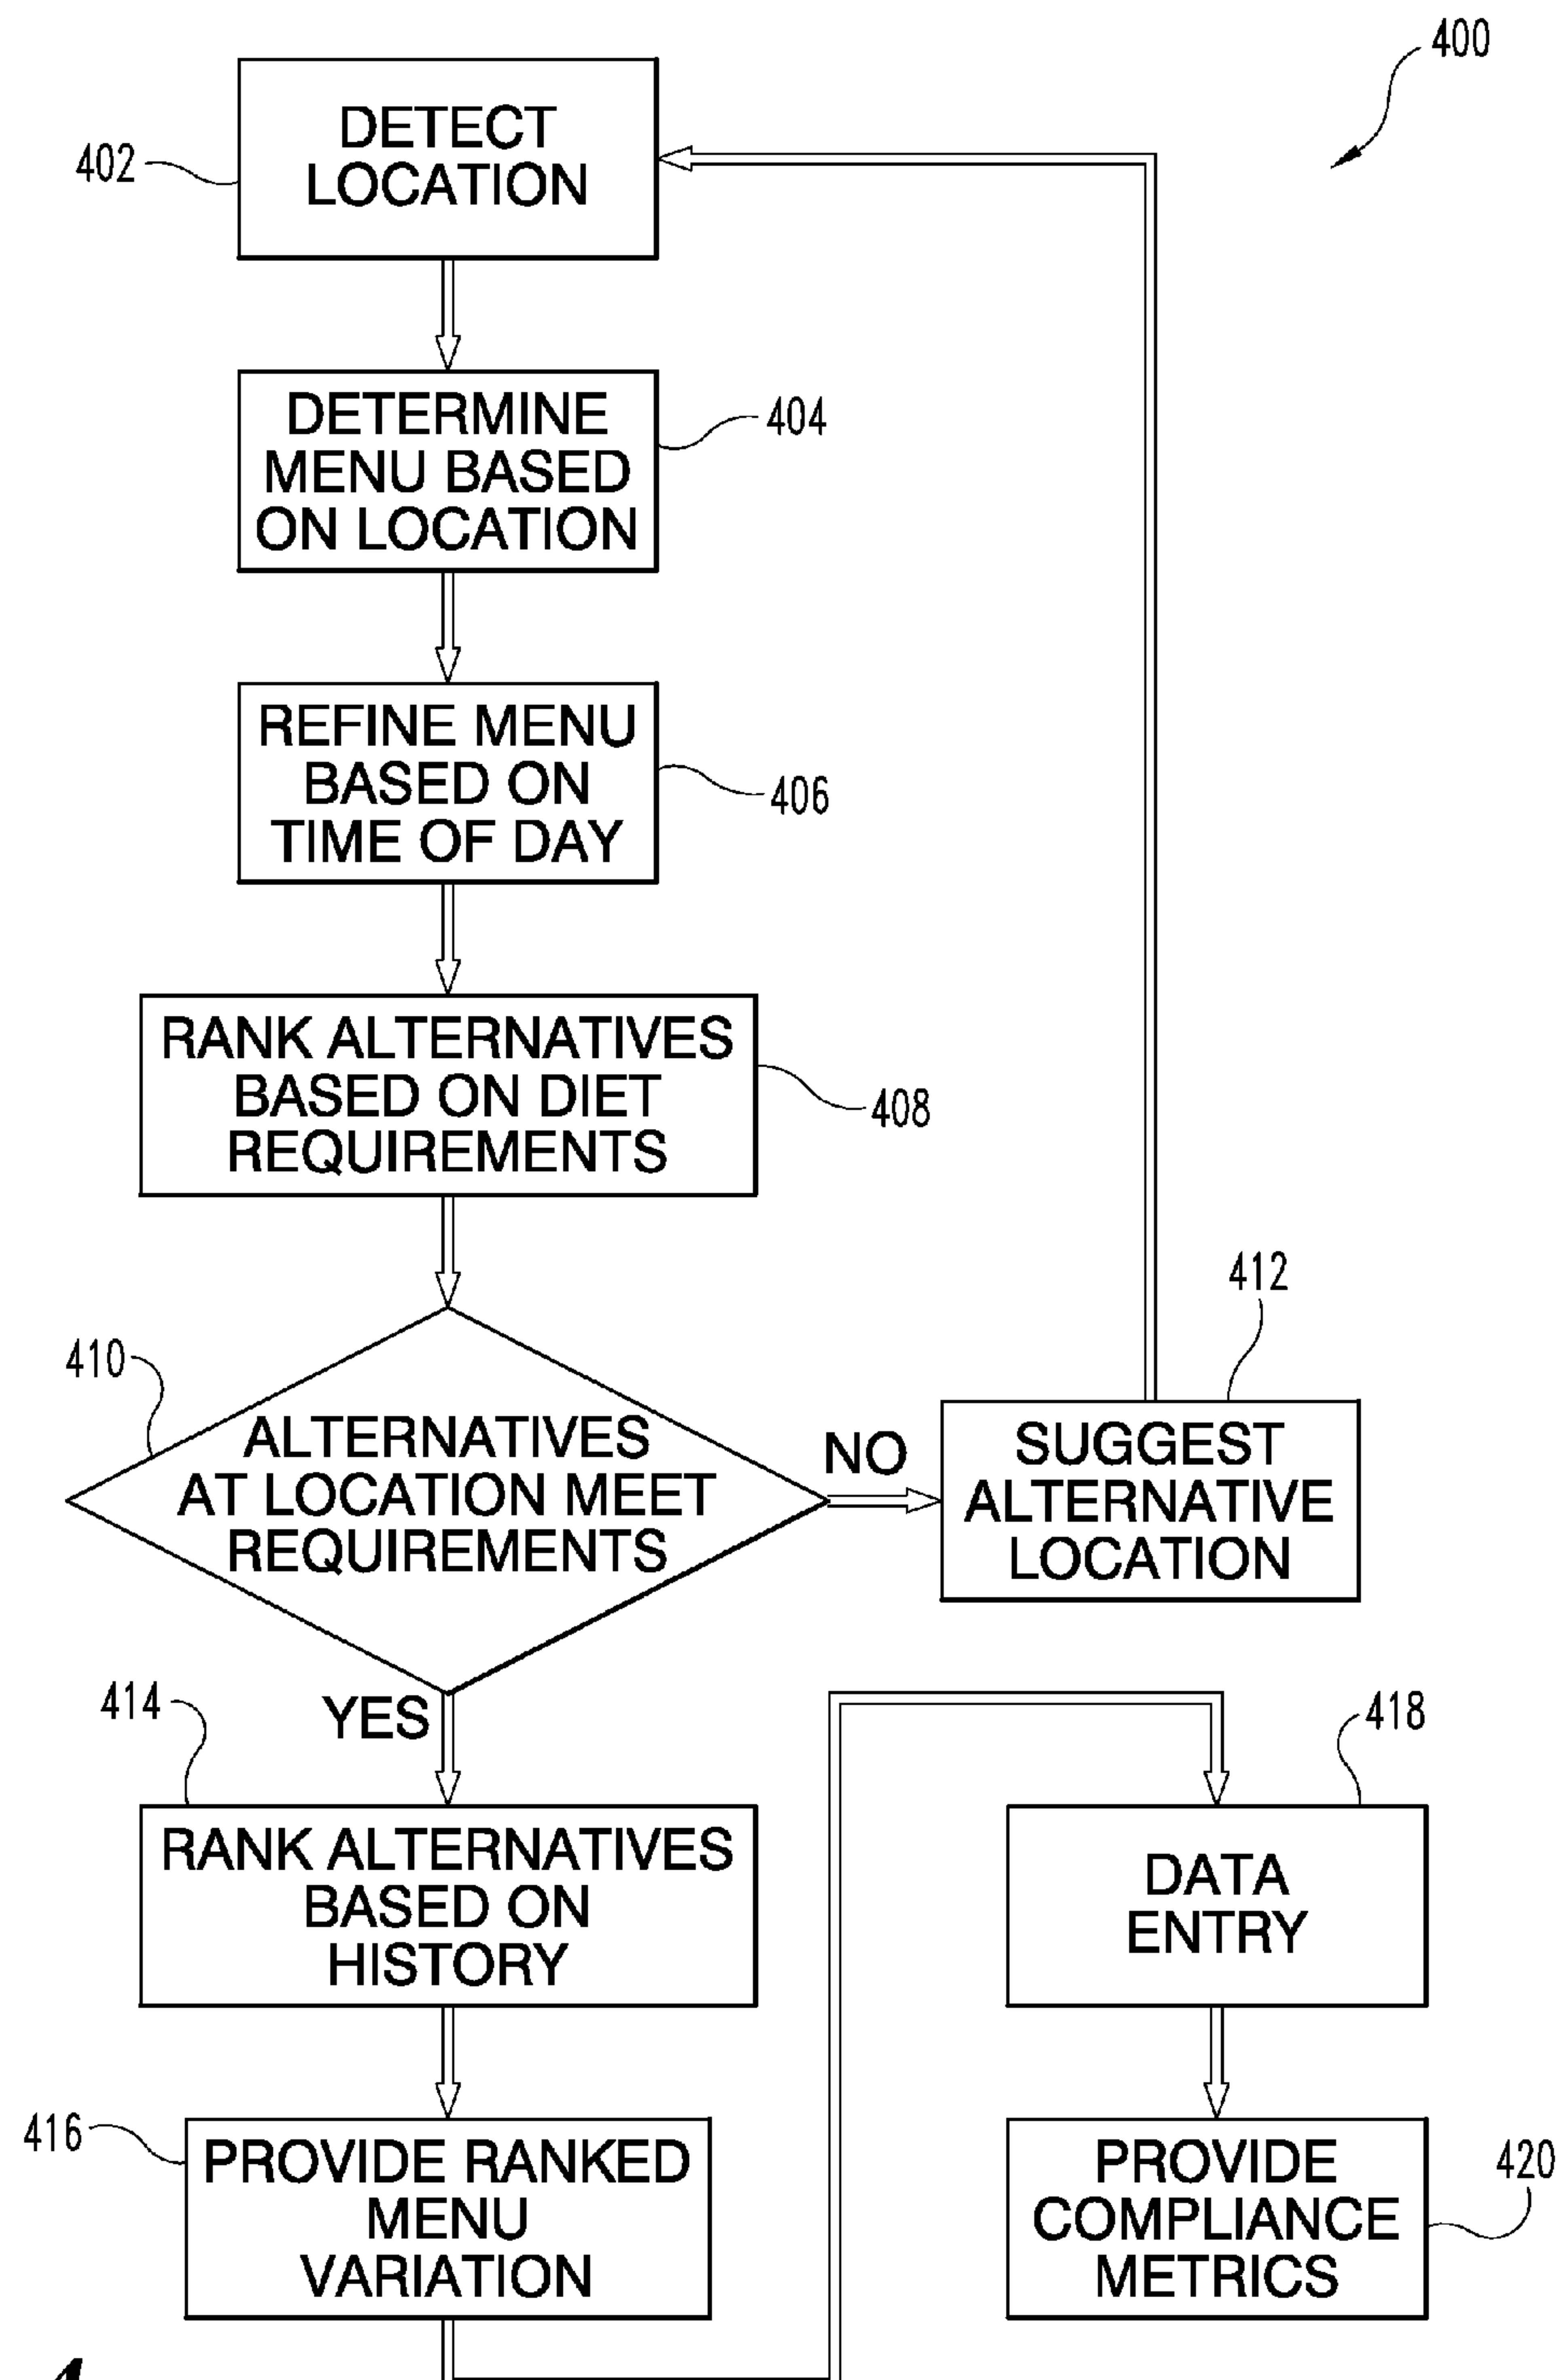 400
DETECT
LOCATION
402
DETERMINE
MENU BASED
ON LOCATION
404
REFINE MENU
BASED ON
TIME OF DAY
406
RANK ALTERNATIVES
BASED ON DIET
REQUIREMENTS
408
410
ALTERNATIVES
AT LOCATION MEET
REQUIREMENTS
NO
412
SUGGEST
ALTERNATIVE
LOCATION
YES
414
RANK ALTERNATIVES
BASED ON
HISTORY
416
PROVIDE RANKED
MENU
VARIATION
418
DATA
ENTRY
PROVIDE
COMPLIANCE
METRICS
420